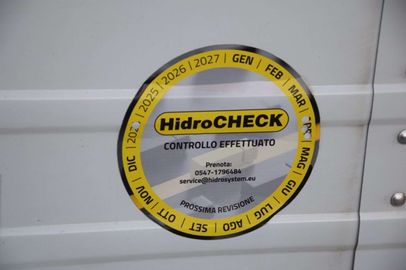 2025 2026 2027 GEN FEB MAR
MAG GIU LUG AGO SET OTT NOV DIC
HidroCHECK
CONTROLLO EFFETTUATO
Prenota:
0547-1796484
service@hidrosystem.eu
PROSSIMA REVISIONE